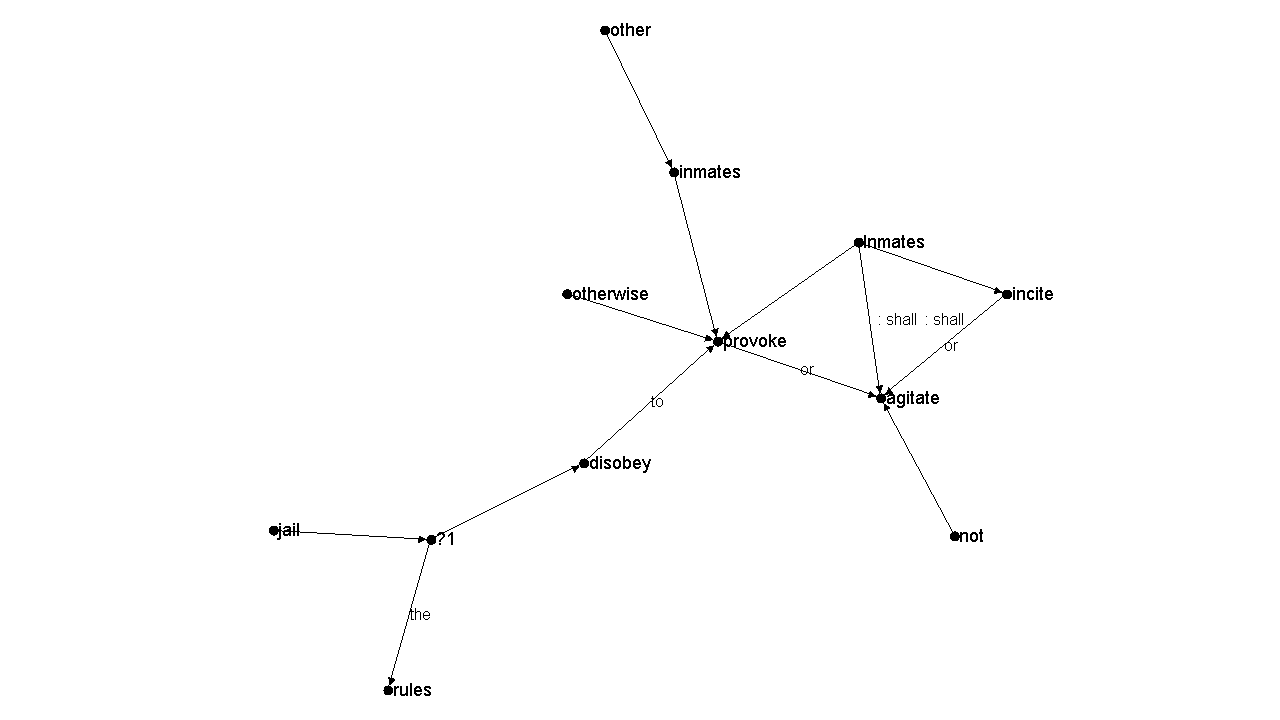 other
inmates
Inmates
otherwise
incite
: shall : shall
provoke
or
or
agitate
to
disobey
jail
?1
not
the
rules